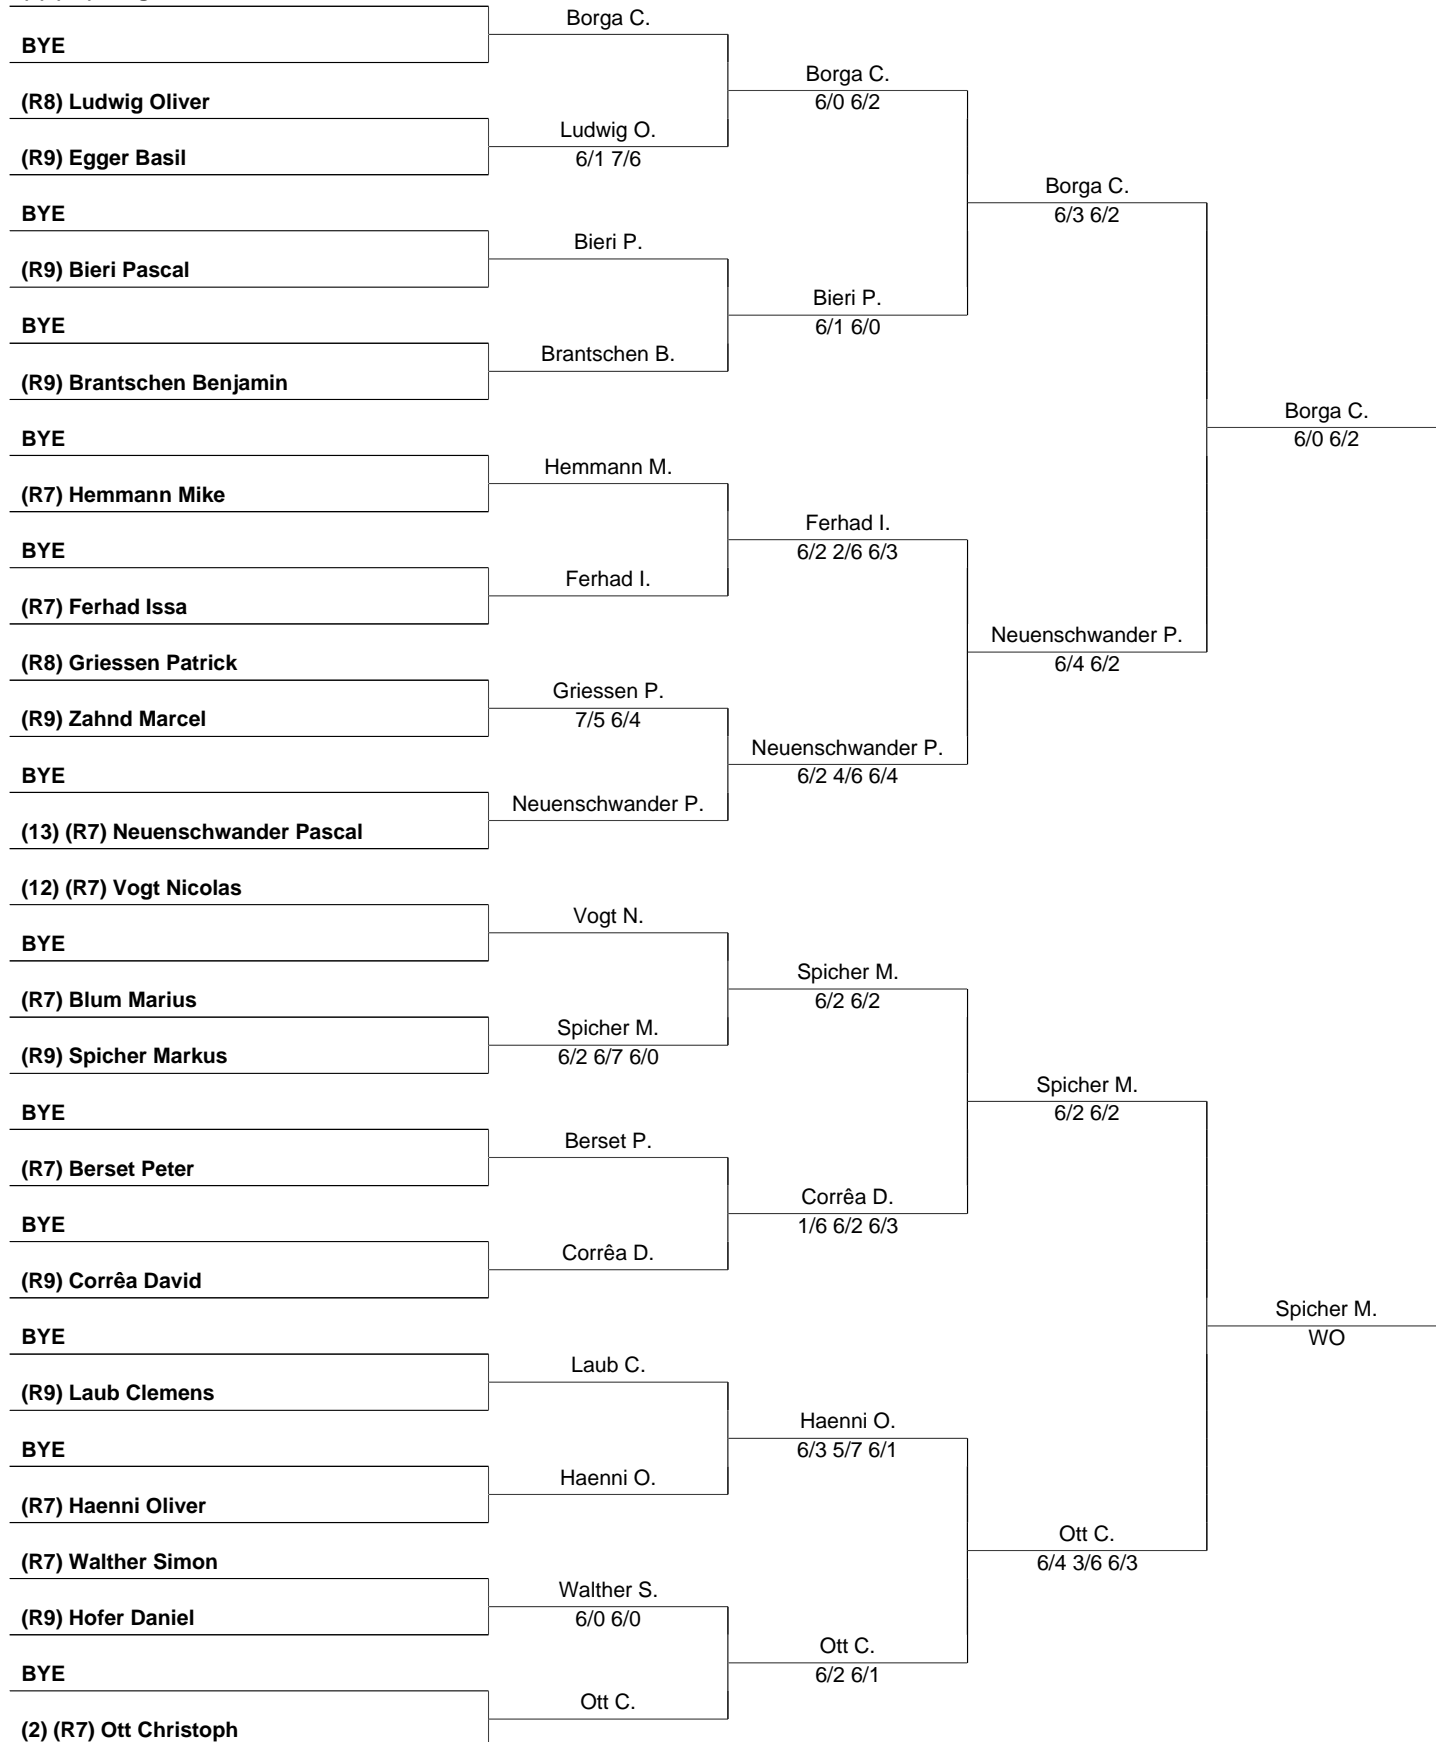 Borga C.
BYE
Borga C.
(R8) Ludwig Oliver
6/0 6/2
Ludwig O.
(R9) Egger Basil
6/1 7/6
Borga C.
BYE
6/3 6/2
Bieri P.
(R9) Bieri Pascal
Bieri P.
BYE
6/1 6/0
Brantschen B.
(R9) Brantschen Benjamin
Borga C.
BYE
6/0 6/2
Hemmann M.
(R7) Hemmann Mike
Ferhad I.
BYE
6/2 2/6 6/3
Ferhad I.
(R7) Ferhad Issa
Neuenschwander P.
(R8) Griessen Patrick
6/4 6/2
Griessen P.
(R9) Zahnd Marcel
7/5 6/4
Neuenschwander P.
BYE
6/2 4/6 6/4
Neuenschwander P.
(13) (R7) Neuenschwander Pascal
(12) (R7) Vogt Nicolas
Vogt N.
BYE
Spicher M.
(R7) Blum Marius
6/2 6/2
Spicher M.
(R9) Spicher Markus
6/2 6/7 6/0
Spicher M.
BYE
6/2 6/2
Berset P.
(R7) Berset Peter
Corrêa D.
BYE
1/6 6/2 6/3
Corrêa D.
(R9) Corrêa David
Spicher M.
BYE
WO
Laub C.
(R9) Laub Clemens
Haenni O.
BYE
6/3 5/7 6/1
Haenni O.
(R7) Haenni Oliver
Ott C.
(R7) Walther Simon
6/4 3/6 6/3
Walther S.
(R9) Hofer Daniel
6/0 6/0
Ott C.
BYE
6/2 6/1
Ott C.
(2) (R7) Ott Christoph